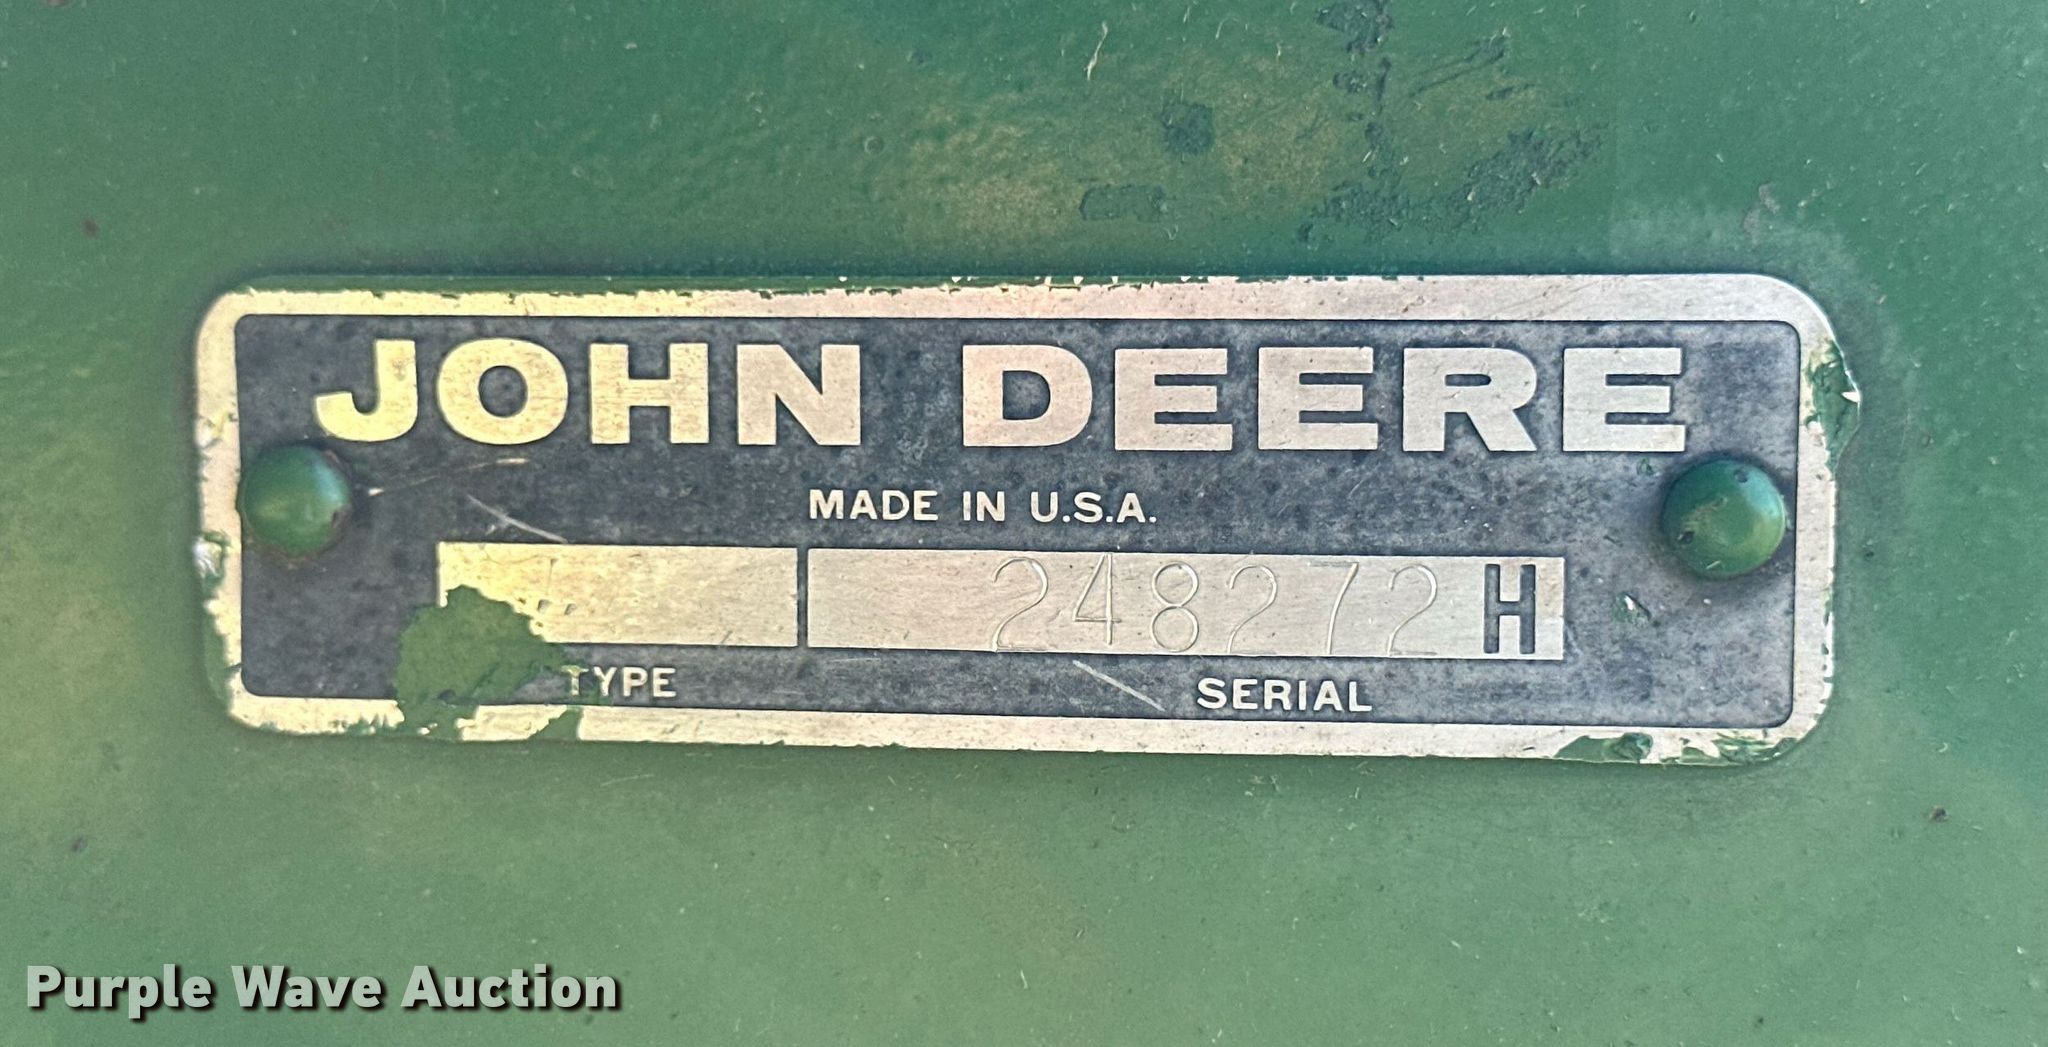 JOHN DEERE
MADE IN U.S.A.
248272 H
TYPE SERIAL
Purple Wave Auction